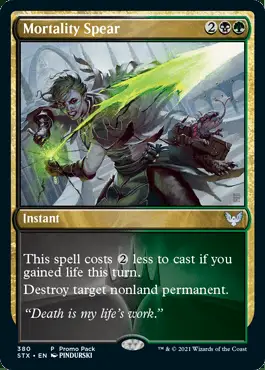 Mortality Spear 2
Instant
This spell costs 2 less to cast if you
gained life this turn.
Destroy target nonland permanent.
“Death is my life’s work.”
380 P Promo Pack
STX • EN PINDURSKI ™ & © 2021 Wizards of the Coast